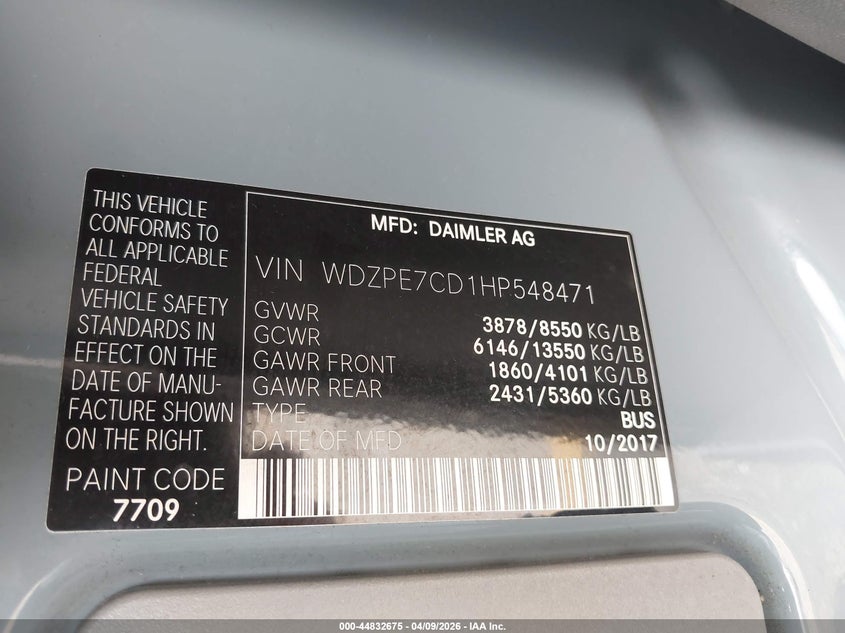 THIS VEHICLE
CONFORMS TO
ALL APPLICABLE
FEDERAL
VEHICLE SAFETY
STANDARDS IN
EFFECT ON THE
DATE OF MANU-
FACTURE SHOWN
ON THE RIGHT.
PAINT CODE
7709
MFD: DAIMLER AG
VIN WDZPE7CD1HP548471
GVWR 3878/8550 KG/LB
GCWR 6146/13550 KG/LB
GAWR FRONT 1860/4101 KG/LB
GAWR REAR 2431/5360 KG/LB
TYPE BUS
DATE OF MFD 10/2017
000-44832675 | 04/09/2026 - IAA Inc.